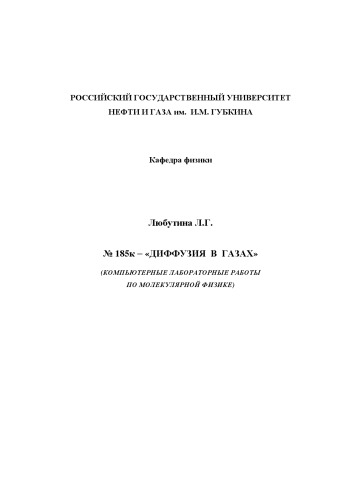 РОССИЙСКИЙ ГОСУДАРСТВЕННЫЙ УНИВЕРСИТЕТ
НЕФТИ И ГАЗА им. И.М. ГУБКИНА
Кафедра физики
Любутина Л.Г.
№ 185к – «ДИФФУЗИЯ В ГАЗАХ»
(КОМПЬЮТЕРНЫЕ ЛАБОРАТОРНЫЕ РАБОТЫ
ПО МОЛЕКУЛЯРНОЙ ФИЗИКЕ)